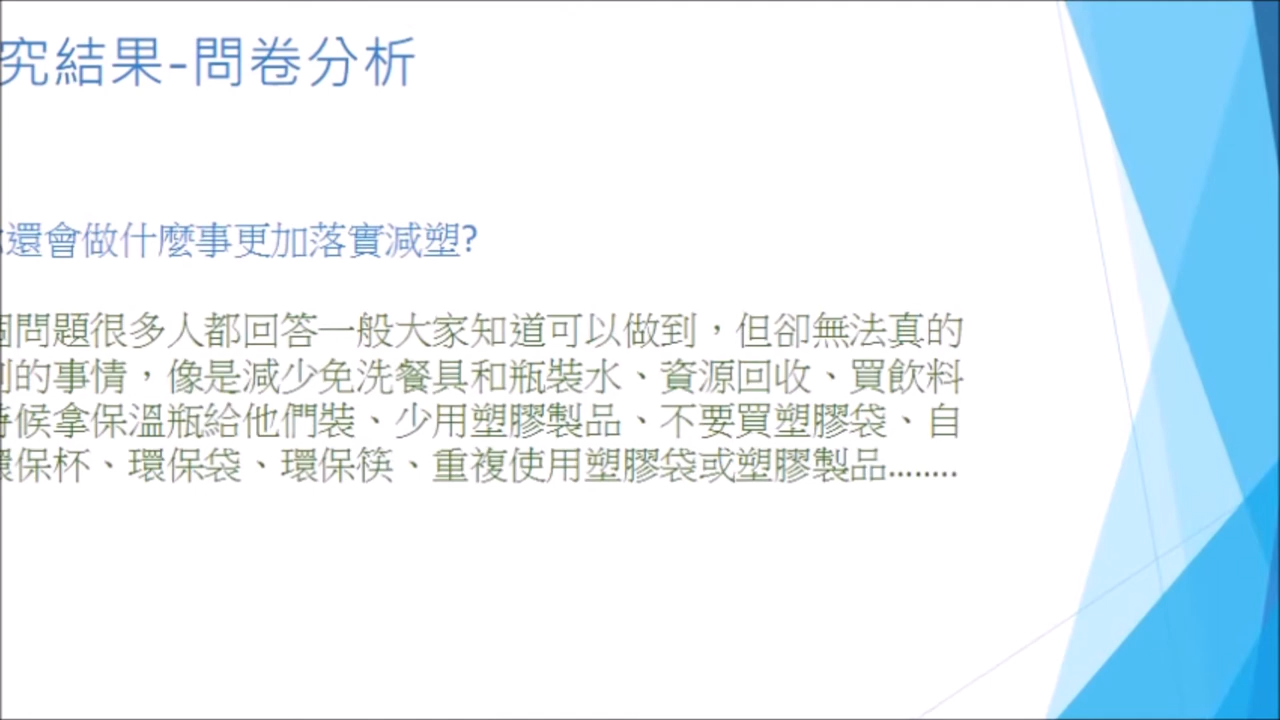 究結果-問卷分析
還會做什麼事更加落實減塑?
問題很多人都回答一般大家知道可以做到，但卻無法真的
的事情，像是減少免洗餐具和瓶裝水、資源回收、買飲料
候拿保溫瓶給他們裝、少用塑膠製品、不要買塑膠袋、自
保杯、環保袋、環保筷、重複使用塑膠袋或塑膠製品........